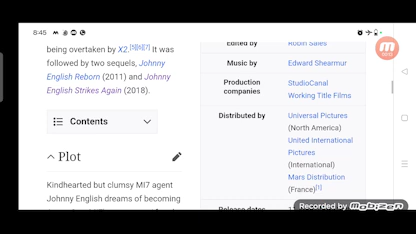 8:45
being overtaken by X2.[5][6][7] It was
followed by two sequels, Johnny
English Reborn (2011) and Johnny
English Strikes Again (2018).
Contents
Plot
Kindhearted but clumsy MI7 agent
Johnny English dreams of becoming
Edited by Robin Sales
Music by Edward Shearmur
Production StudioCanal
companies Working Title Films
Distributed by Universal Pictures
(North America)
United International
Pictures
(International)
Mars Distribution
(France)[1]
Release dates
Recorded by
Mobizen